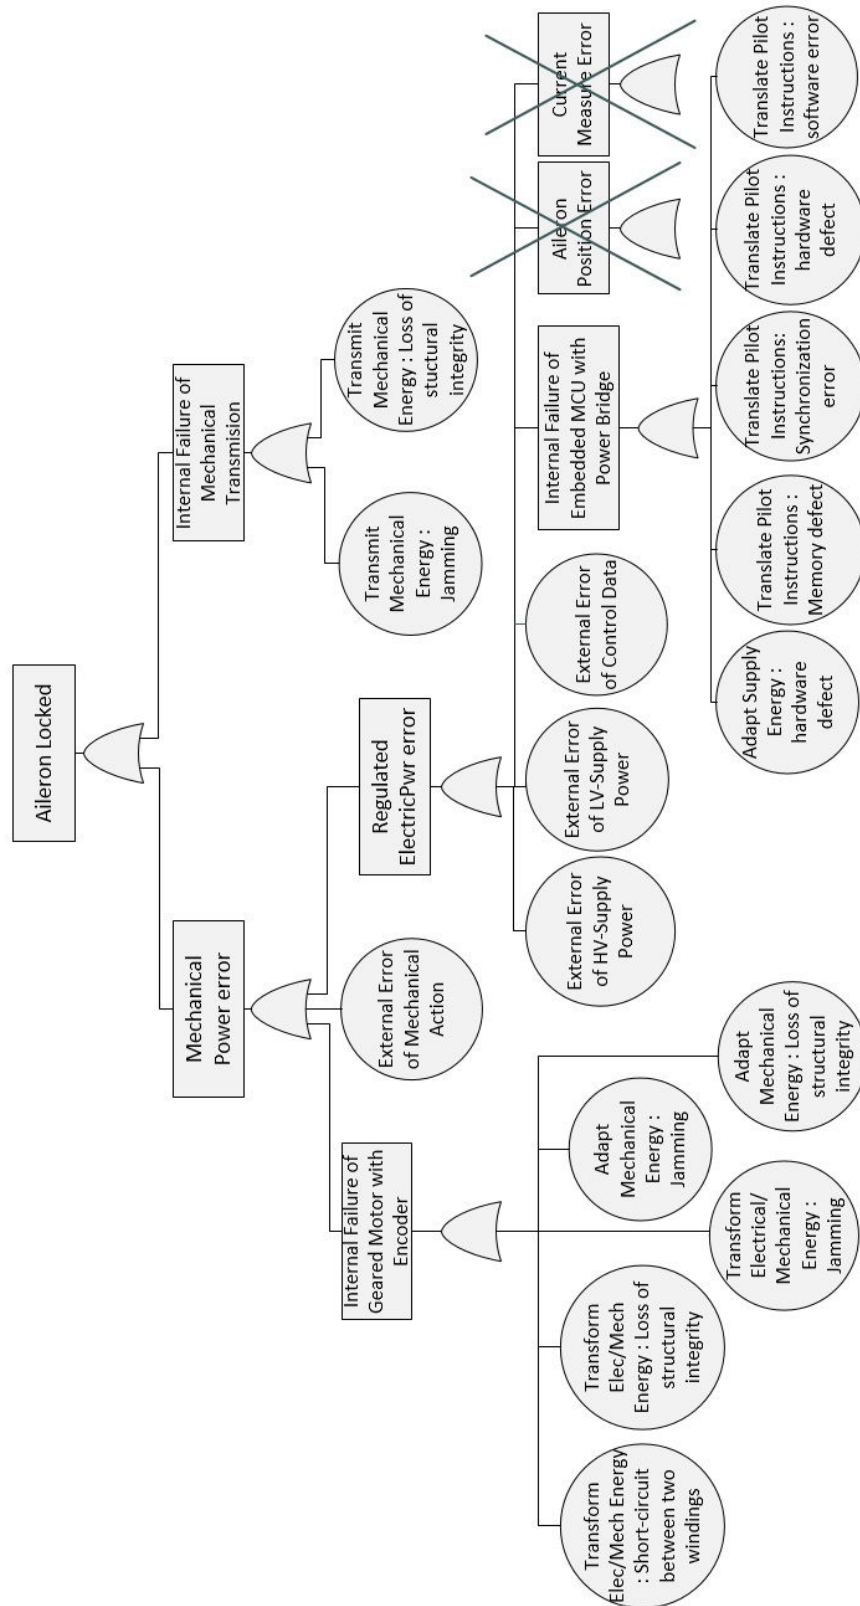 Aileron Locked
Mechanical
Power error
Internal Failure of
Mechanical
Transmision
Internal Failure of
Geared Motor with
Encoder
External Error
of Mechanical
Action
Regulated
ElectricPwr error
Transmit
Mechanical
Energy :
Jamming
Transmit
Mechanical
Energy : Loss of
stuctural
integrity
Transform
Elec/Mech Energy
: Short-circuit
between two
windings
Transform
Elec/Mech
Energy : Loss of
structural
integrity
Transform
Electrical/
Mechanical
Energy :
Jamming
Adapt
Mechanical
Energy :
Jamming
Adapt
Mechanical
Energy : Loss of
structural
integrity
External Error
of HV-Supply
Power
External Error
of LV-Supply
Power
External Error
of Control Data
Internal Failure of
Embedded MCU with
Power Bridge
Aileron
Position Error
Current
Measure Error
Adapt Supply
Energy :
hardware
defect
Translate Pilot
Instructions :
Memory defect
Translate Pilot
Instructions:
Synchronization
error
Translate Pilot
Instructions :
hardware
defect
Translate Pilot
Instructions :
software error